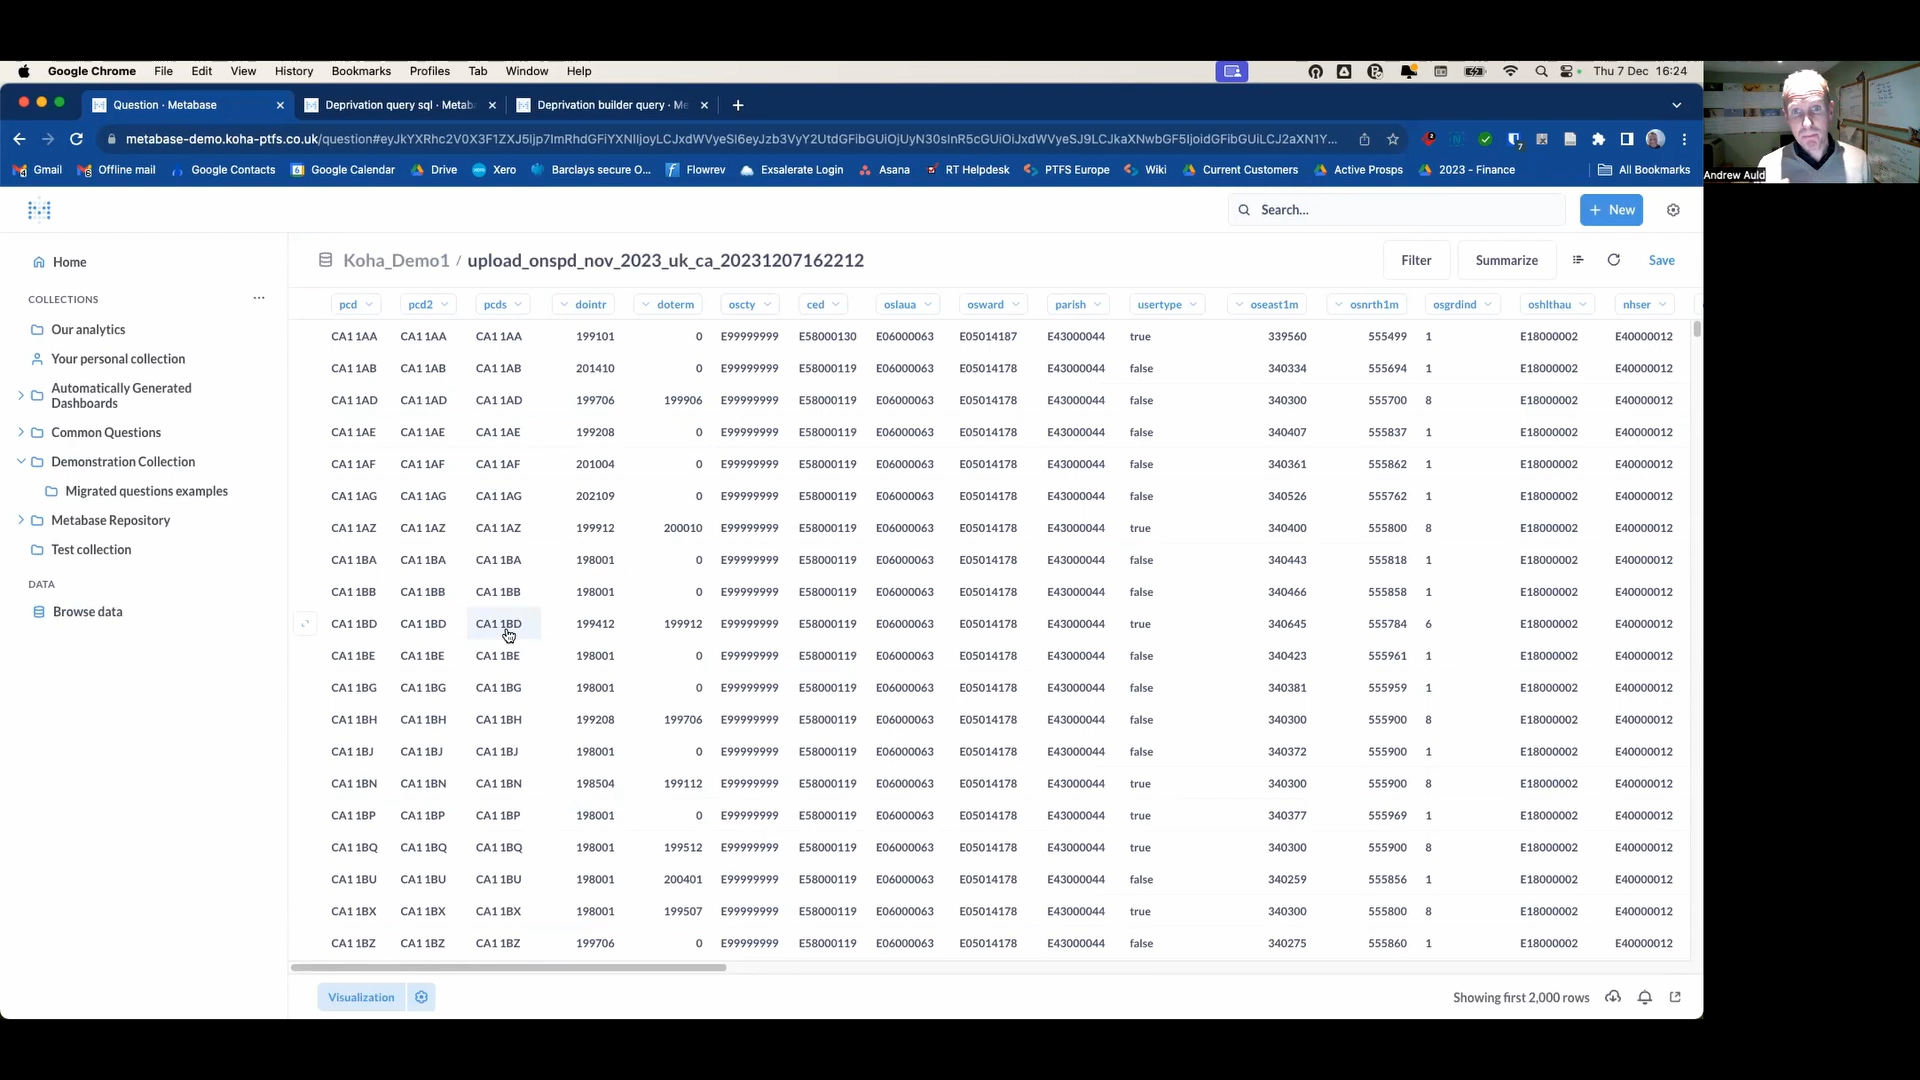 Google Chrome File Edit View History Bookmarks Profiles Tab Window Help Thu 7 Dec 16:24
Question · Metabase Deprivation query sql · Metab Deprivation builder query · Me
metabase-demo.koha-ptfs.co.uk/question#eyJkYXRhc2V0X3F1ZXJ5Ijp7ImRhdGFiYXNlIjoyLCJxdWVyeSI6eyJzb3VyY2UtdGFibGUiOjUyN30sInR5cGUiOiJxdWVyeSJ9LCJkaXNwbGF5IjoidGFibGUiLCJ2aXN1Y...
Gmail Offline mail Google Contacts Google Calendar Drive Xero Barclays secure O... Flowrev Exsalerate Login Asana RT Helpdesk PTFS Europe Wiki Current Customers Active Prosps 2023 - Finance All Bookmarks
Andrew Auld
Search... + New
Home
COLLECTIONS ...
Our analytics
Your personal collection
Automatically Generated
Dashboards
Common Questions
Demonstration Collection
Migrated questions examples
Metabase Repository
Test collection
DATA
Browse data
Koha_Demo1 / upload_onspd_nov_2023_uk_ca_20231207162212 Filter Summarize Save
pcd pcd2 pcds dointr doterm oscty ced oslaua osward parish usertype oseast1m osnrth1m osgrdind oshlthau nhser
CA1 1AA CA1 1AA CA1 1AA 199101 0 E99999999 E58000130 E06000063 E05014187 E43000044 true 339560 555499 1 E18000002 E40000012
CA1 1AB CA1 1AB CA1 1AB 201410 0 E99999999 E58000119 E06000063 E05014178 E43000044 false 340334 555694 1 E18000002 E40000012
CA1 1AD CA1 1AD CA1 1AD 199706 199906 E99999999 E58000119 E06000063 E05014178 E43000044 false 340300 555700 8 E18000002 E40000012
CA1 1AE CA1 1AE CA1 1AE 199208 0 E99999999 E58000119 E06000063 E05014178 E43000044 false 340407 555837 1 E18000002 E40000012
CA1 1AF CA1 1AF CA1 1AF 201004 0 E99999999 E58000119 E06000063 E05014178 E43000044 false 340361 555862 1 E18000002 E40000012
CA1 1AG CA1 1AG CA1 1AG 202109 0 E99999999 E58000119 E06000063 E05014178 E43000044 false 340526 555762 1 E18000002 E40000012
CA1 1AZ CA1 1AZ CA1 1AZ 199912 200010 E99999999 E58000119 E06000063 E05014178 E43000044 true 340400 555800 8 E18000002 E40000012
CA1 1BA CA1 1BA CA1 1BA 198001 0 E99999999 E58000119 E06000063 E05014178 E43000044 false 340443 555818 1 E18000002 E40000012
CA1 1BB CA1 1BB CA1 1BB 198001 0 E99999999 E58000119 E06000063 E05014178 E43000044 false 340466 555858 1 E18000002 E40000012
CA1 1BD CA1 1BD CA1 1BD 199412 199912 E99999999 E58000119 E06000063 E05014178 E43000044 true 340645 555784 6 E18000002 E40000012
CA1 1BE CA1 1BE CA1 1BE 198001 0 E99999999 E58000119 E06000063 E05014178 E43000044 false 340423 555961 1 E18000002 E40000012
CA1 1BG CA1 1BG CA1 1BG 198001 0 E99999999 E58000119 E06000063 E05014178 E43000044 false 340381 555959 1 E18000002 E40000012
CA1 1BH CA1 1BH CA1 1BH 199208 199706 E99999999 E58000119 E06000063 E05014178 E43000044 false 340300 555900 8 E18000002 E40000012
CA1 1BJ CA1 1BJ CA1 1BJ 198001 0 E99999999 E58000119 E06000063 E05014178 E43000044 false 340372 555900 1 E18000002 E40000012
CA1 1BN CA1 1BN CA1 1BN 198504 199112 E99999999 E58000119 E06000063 E05014178 E43000044 true 340300 555900 8 E18000002 E40000012
CA1 1BP CA1 1BP CA1 1BP 198001 0 E99999999 E58000119 E06000063 E05014178 E43000044 true 340377 555969 1 E18000002 E40000012
CA1 1BQ CA1 1BQ CA1 1BQ 198001 199512 E99999999 E58000119 E06000063 E05014178 E43000044 true 340300 555900 8 E18000002 E40000012
CA1 1BU CA1 1BU CA1 1BU 198001 200401 E99999999 E58000119 E06000063 E05014178 E43000044 false 340259 555856 1 E18000002 E40000012
CA1 1BX CA1 1BX CA1 1BX 198001 199507 E99999999 E58000119 E06000063 E05014178 E43000044 true 340300 555800 8 E18000002 E40000012
CA1 1BZ CA1 1BZ CA1 1BZ 199706 0 E99999999 E58000119 E06000063 E05014178 E43000044 false 340275 555860 1 E18000002 E40000012
Visualization Showing first 2,000 rows